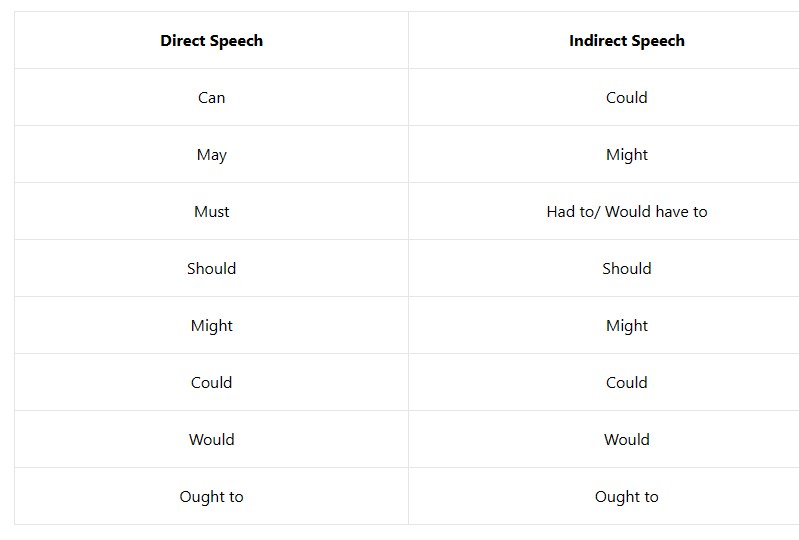 Direct Speech Indirect Speech
Can Could
May Might
Must Had to/ Would have to
Should Should
Might Might
Could Could
Would Would
Ought to Ought to